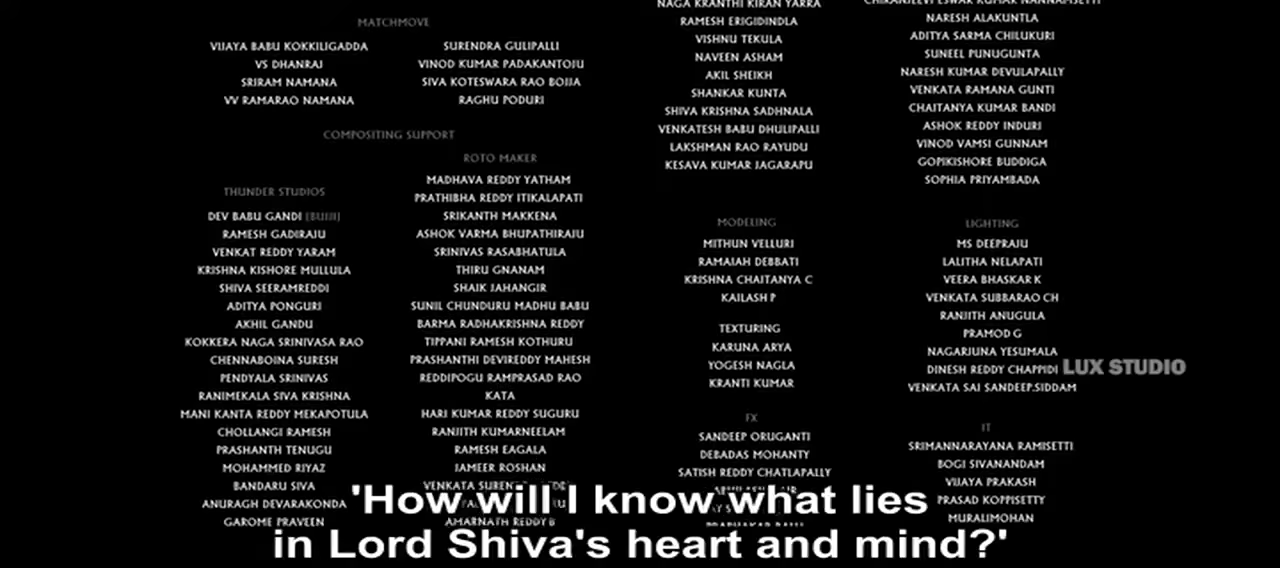 MATCHMOVE
VIJAYA BABU KOKKILIGADDA
VS DHANRAJ
SRIRAM NAMANA
VV RAMARAO NAMANA
SURENDRA GULIPALLI
VINOD KUMAR PADAKANTOJU
SIVA KOTESWARA RAO BOJJA
RAGHU PODURI
COMPOSITING SUPPORT
THUNDER STUDIOS
DEV BABU GANDI (BUJJI)
RAMESH GADIRAJU
VENKAT REDDY YARAM
KRISHNA KISHORE MULLULA
SHIVA SEERAMREDDI
ADITYA PONGURI
AKHIL GANDU
KOKKERA NAGA SRINIVASA RAO
CHENNABOINA SURESH
PENDYALA SRINIVAS
RANIMEKALA SIVA KRISHNA
MANI KANTA REDDY MEKAPOTULA
CHOLLANGI RAMESH
PRASHANTH TENUGU
MOHAMMED RIYAZ
BANDARU SIVA
ANURAGH DEVARAKONDA
GAROME PRAVEEN
ROTO MAKER
MADHAVA REDDY YATHAM
PRATHIBHA REDDY ITIKALAPATI
SRIKANTH MAKKENA
ASHOK VARMA BHUPATHIRAJU
SRINIVAS RASABHATULA
THIRU GNANAM
SHAIK JAHANGIR
SUNIL CHUNDURU MADHU BABU
BARMA RADHAKRISHNA REDDY
TIPPANI RAMESH KOTHURU
PRASHANTHI DEVIREDDY MAHESH
REDDIPOGU RAMPRASAD RAO
KATA
HARI KUMAR REDDY SUGURU
RANJITH KUMARNEELAM
RAMESH EAGALA
JAMEER ROSHAN
VENKATA
AMARNATH REDDY B
NAGA KRANTHI KIRAN YARRA
RAMESH ERIGIDINDLA
VISHNU TEKULA
NAVEEN ASHAM
AKIL SHEIKH
SHANKAR KUNTA
SHIVA KRISHNA SADHNALA
VENKATESH BABU DHULIPALLI
LAKSHMAN RAO RAYUDU
KESAVA KUMAR JAGARAPU
MODELING
MITHUN VELLURI
RAMAIAH DEBBATI
KRISHNA CHAITANYA C
KAILASH P
TEXTURING
KARUNA ARYA
YOGESH NAGLA
KRANTI KUMAR
FX
SANDEEP ORUGANTI
DEBADAS MOHANTY
SATISH REDDY CHATLAPALLY
CHIRANJEEVI ESWAR KUMAR NANNAMSETTI
NARESH ALAKUNTLA
ADITYA SARMA CHILUKURI
SUNEEL PUNUGUNTA
NARESH KUMAR DEVULAPALLY
VENKATA RAMANA GUNTI
CHAITANYA KUMAR BANDI
ASHOK REDDY INDURI
VINOD VAMSI GUNNAM
GOPIKISHORE BUDDIGA
SOPHIA PRIYAMBADA
LIGHTING
MS DEEPRAJU
LALITHA NELAPATI
VEERA BHASKAR K
VENKATA SUBBARAO CH
RANJITH ANUGULA
PRAMOD G
NAGARJUNA YESUMALA
DINESH REDDY CHAPPIDI
VENKATA SAI SANDEEP.SIDDAM
LUX STUDIO
IT
SRIMANNARAYANA RAMISETTI
BOGI SIVANANDAM
VIJAYA PRAKASH
PRASAD KOPPISETTY
MURALIMOHAN
'How will I know what lies
in Lord Shiva's heart and mind?'